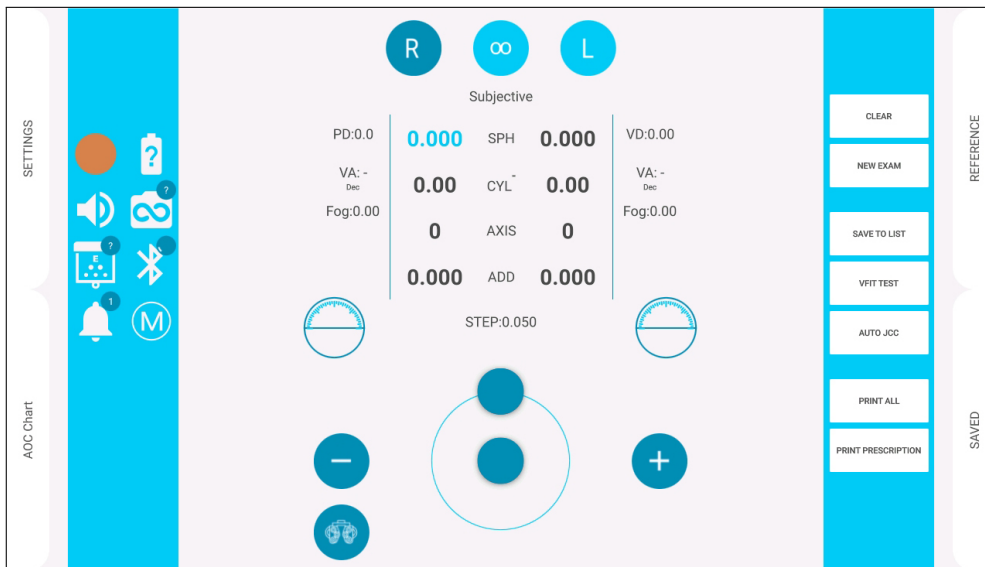 SETTINGS
AOC Chart
?
?
?
E
1
M
R
∞
L
Subjective
PD:0.0
0.000 SPH 0.000
VD:0.00
VA: -
Dec
0.00 CYL- 0.00
VA: -
Dec
Fog:0.00
Fog:0.00
0 AXIS 0
0.000 ADD 0.000
STEP:0.050
−
+
CLEAR
NEW EXAM
SAVE TO LIST
VFIT TEST
AUTO JCC
PRINT ALL
PRINT PRESCRIPTION
REFERENCE
SAVED